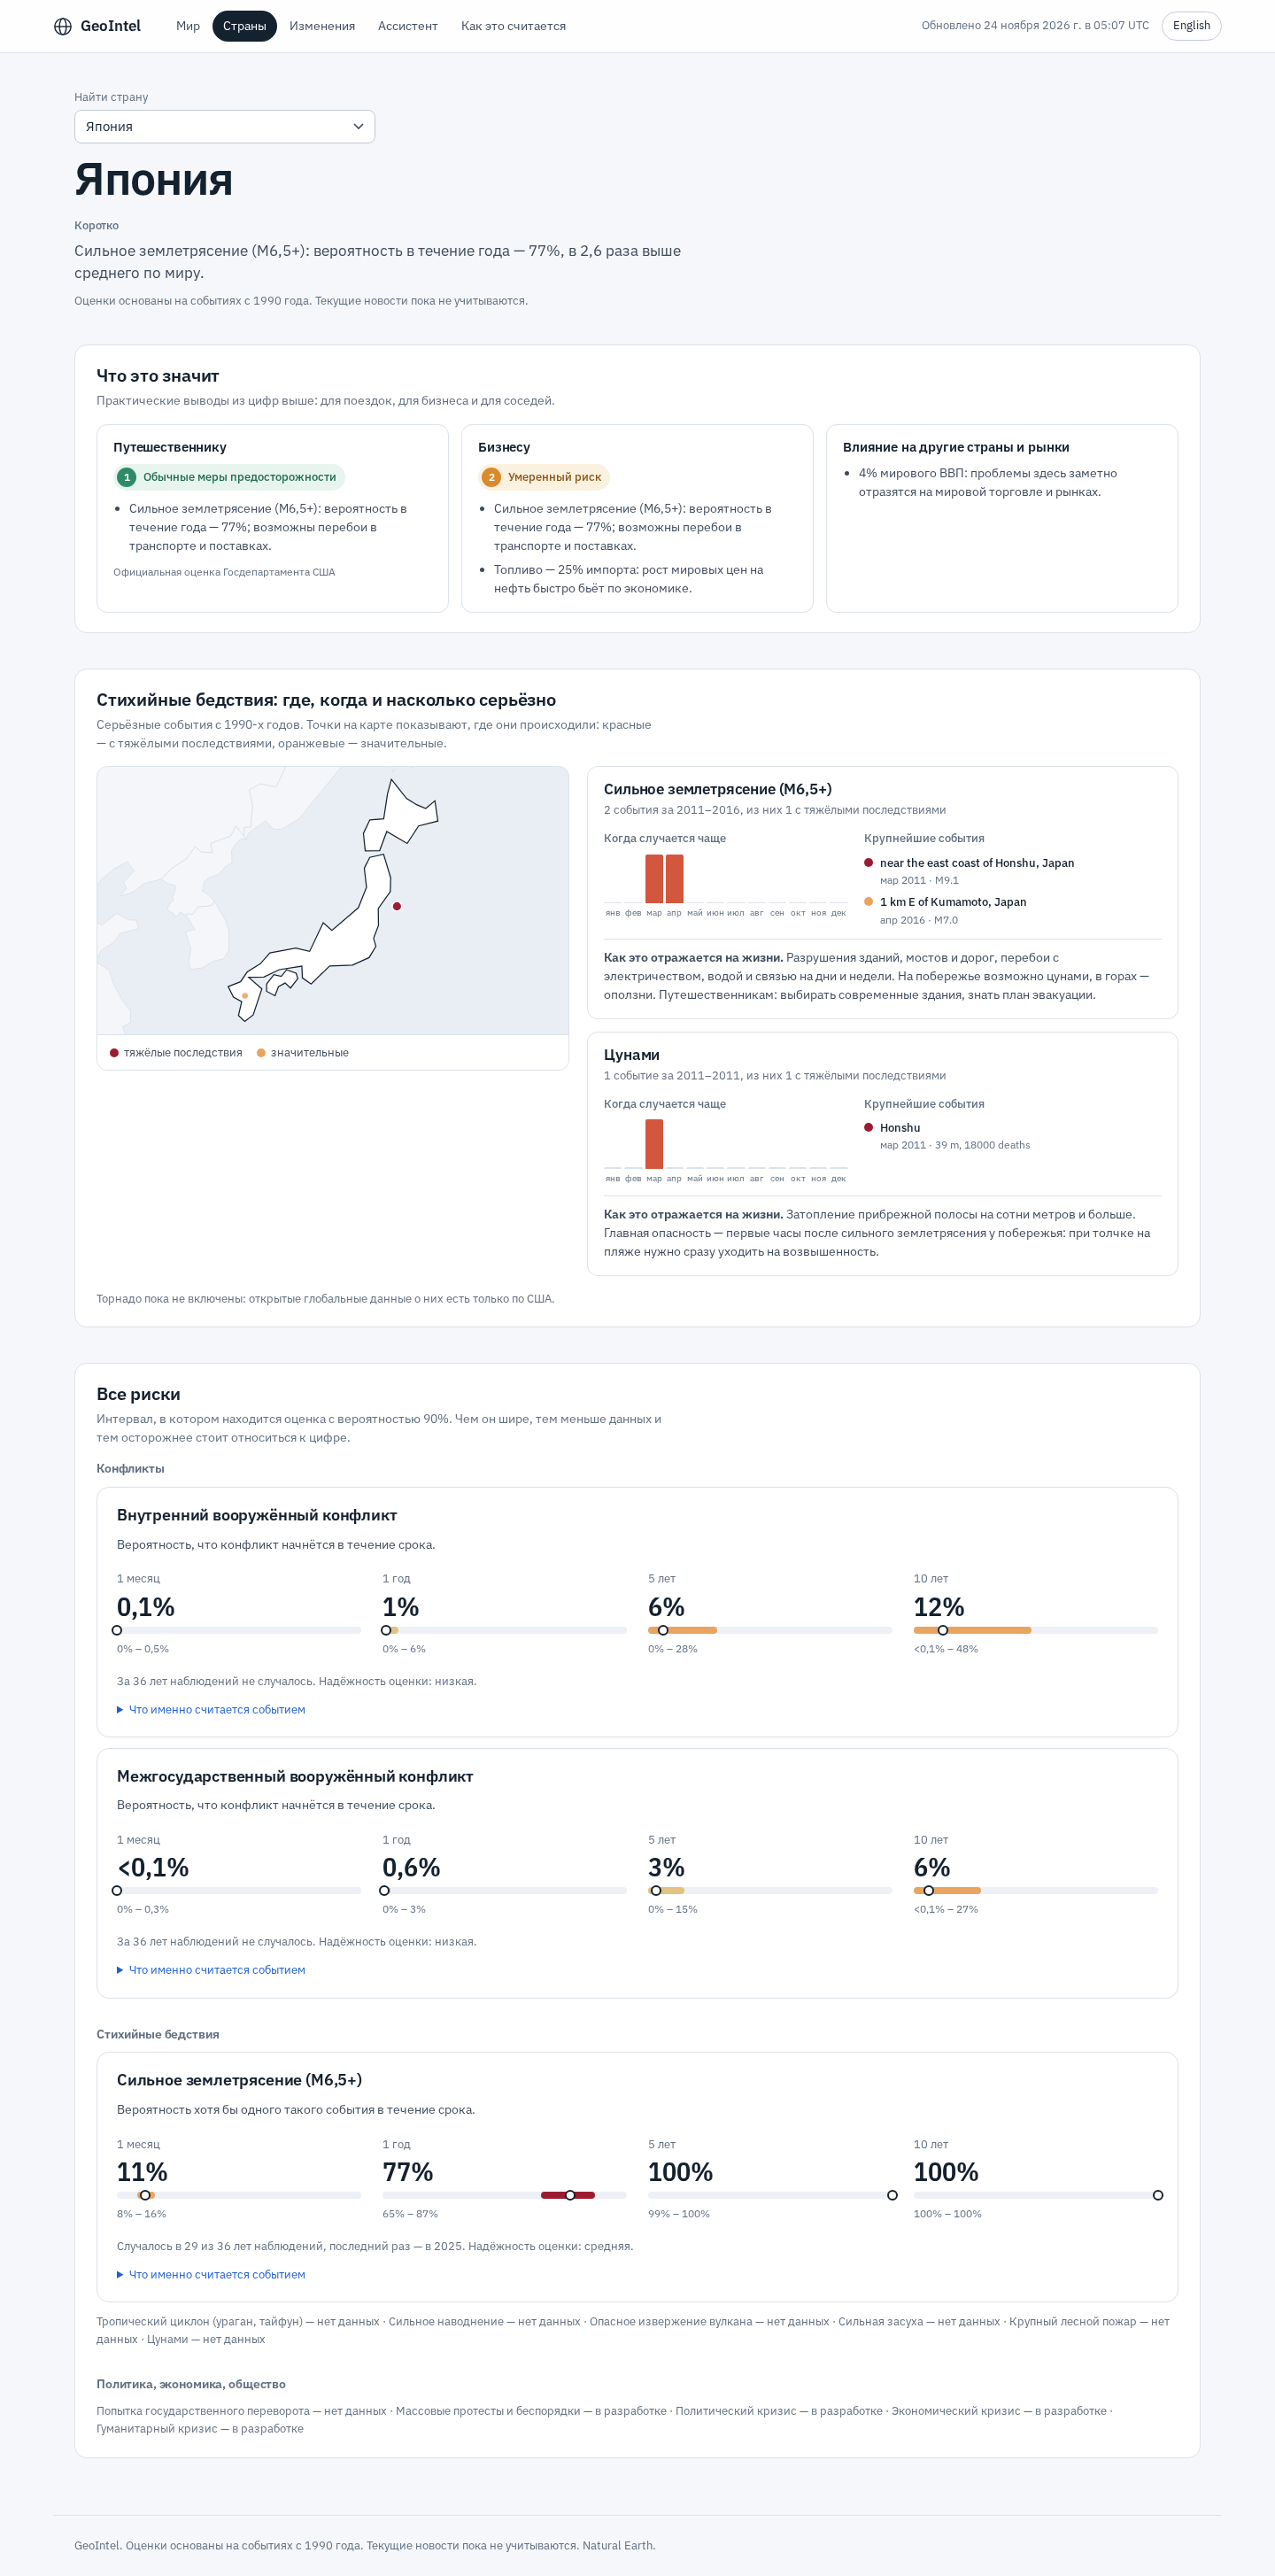 GeoIntel
Мир
Страны
Изменения
Ассистент
Как это считается
Обновлено 24 ноября 2026 г. в 05:07 UTC
English
Найти страну
Япония
Япония
Коротко
Сильное землетрясение (M6,5+): вероятность в течение года — 77%, в 2,6 раза выше
среднего по миру.
Оценки основаны на событиях с 1990 года. Текущие новости пока не учитываются.
Что это значит
Практические выводы из цифр выше: для поездок, для бизнеса и для соседей.
Путешественнику
1 Обычные меры предосторожности
• Сильное землетрясение (M6,5+): вероятность в
течение года — 77%; возможны перебои в
транспорте и поставках.
Официальная оценка Госдепартамента США
Бизнесу
2 Умеренный риск
• Сильное землетрясение (M6,5+): вероятность в
течение года — 77%; возможны перебои в
транспорте и поставках.
• Топливо — 25% импорта: рост мировых цен на
нефть быстро бьёт по экономике.
Влияние на другие страны и рынки
• 4% мирового ВВП: проблемы здесь заметно
отразятся на мировой торговле и рынках.
Стихийные бедствия: где, когда и насколько серьёзно
Серьёзные события с 1990-х годов. Точки на карте показывают, где они происходили: красные
— с тяжёлыми последствиями, оранжевые — значительные.
тяжёлые последствия
значительные
Сильное землетрясение (M6,5+)
2 события за 2011–2016, из них 1 с тяжёлыми последствиями
Когда случается чаще
янв фев мар апр май июн июл авг сен окт ноя дек
Крупнейшие события
near the east coast of Honshu, Japan
мар 2011 · M9.1
1 km E of Kumamoto, Japan
апр 2016 · M7.0
Как это отражается на жизни. Разрушения зданий, мостов и дорог, перебои с
электричеством, водой и связью на дни и недели. На побережье возможно цунами, в горах —
оползни. Путешественникам: выбирать современные здания, знать план эвакуации.
Цунами
1 событие за 2011–2011, из них 1 с тяжёлыми последствиями
Когда случается чаще
янв фев мар апр май июн июл авг сен окт ноя дек
Крупнейшие события
Honshu
мар 2011 · 39 m, 18000 deaths
Как это отражается на жизни. Затопление прибрежной полосы на сотни метров и больше.
Главная опасность — первые часы после сильного землетрясения у побережья: при толчке на
пляже нужно сразу уходить на возвышенность.
Торнадо пока не включены: открытые глобальные данные о них есть только по США.
Все риски
Интервал, в котором находится оценка с вероятностью 90%. Чем он шире, тем меньше данных и
тем осторожнее стоит относиться к цифре.
Конфликты
Внутренний вооружённый конфликт
Вероятность, что конфликт начнётся в течение срока.
1 месяц 1 год 5 лет 10 лет
0,1% 1% 6% 12%
0% – 0,5% 0% – 6% 0% – 28% <0,1% – 48%
За 36 лет наблюдений не случалось. Надёжность оценки: низкая.
Что именно считается событием
Межгосударственный вооружённый конфликт
Вероятность, что конфликт начнётся в течение срока.
1 месяц 1 год 5 лет 10 лет
<0,1% 0,6% 3% 6%
0% – 0,3% 0% – 3% 0% – 15% <0,1% – 27%
За 36 лет наблюдений не случалось. Надёжность оценки: низкая.
Что именно считается событием
Стихийные бедствия
Сильное землетрясение (M6,5+)
Вероятность хотя бы одного такого события в течение срока.
1 месяц 1 год 5 лет 10 лет
11% 77% 100% 100%
8% – 16% 65% – 87% 99% – 100% 100% – 100%
Случалось в 29 из 36 лет наблюдений, последний раз — в 2025. Надёжность оценки: средняя.
Что именно считается событием
Тропический циклон (ураган, тайфун) — нет данных · Сильное наводнение — нет данных · Опасное извержение вулкана — нет данных · Сильная засуха — нет данных · Крупный лесной пожар — нет
данных · Цунами — нет данных
Политика, экономика, общество
Попытка государственного переворота — нет данных · Массовые протесты и беспорядки — в разработке · Политический кризис — в разработке · Экономический кризис — в разработке ·
Гуманитарный кризис — в разработке
GeoIntel. Оценки основаны на событиях с 1990 года. Текущие новости пока не учитываются. Natural Earth.